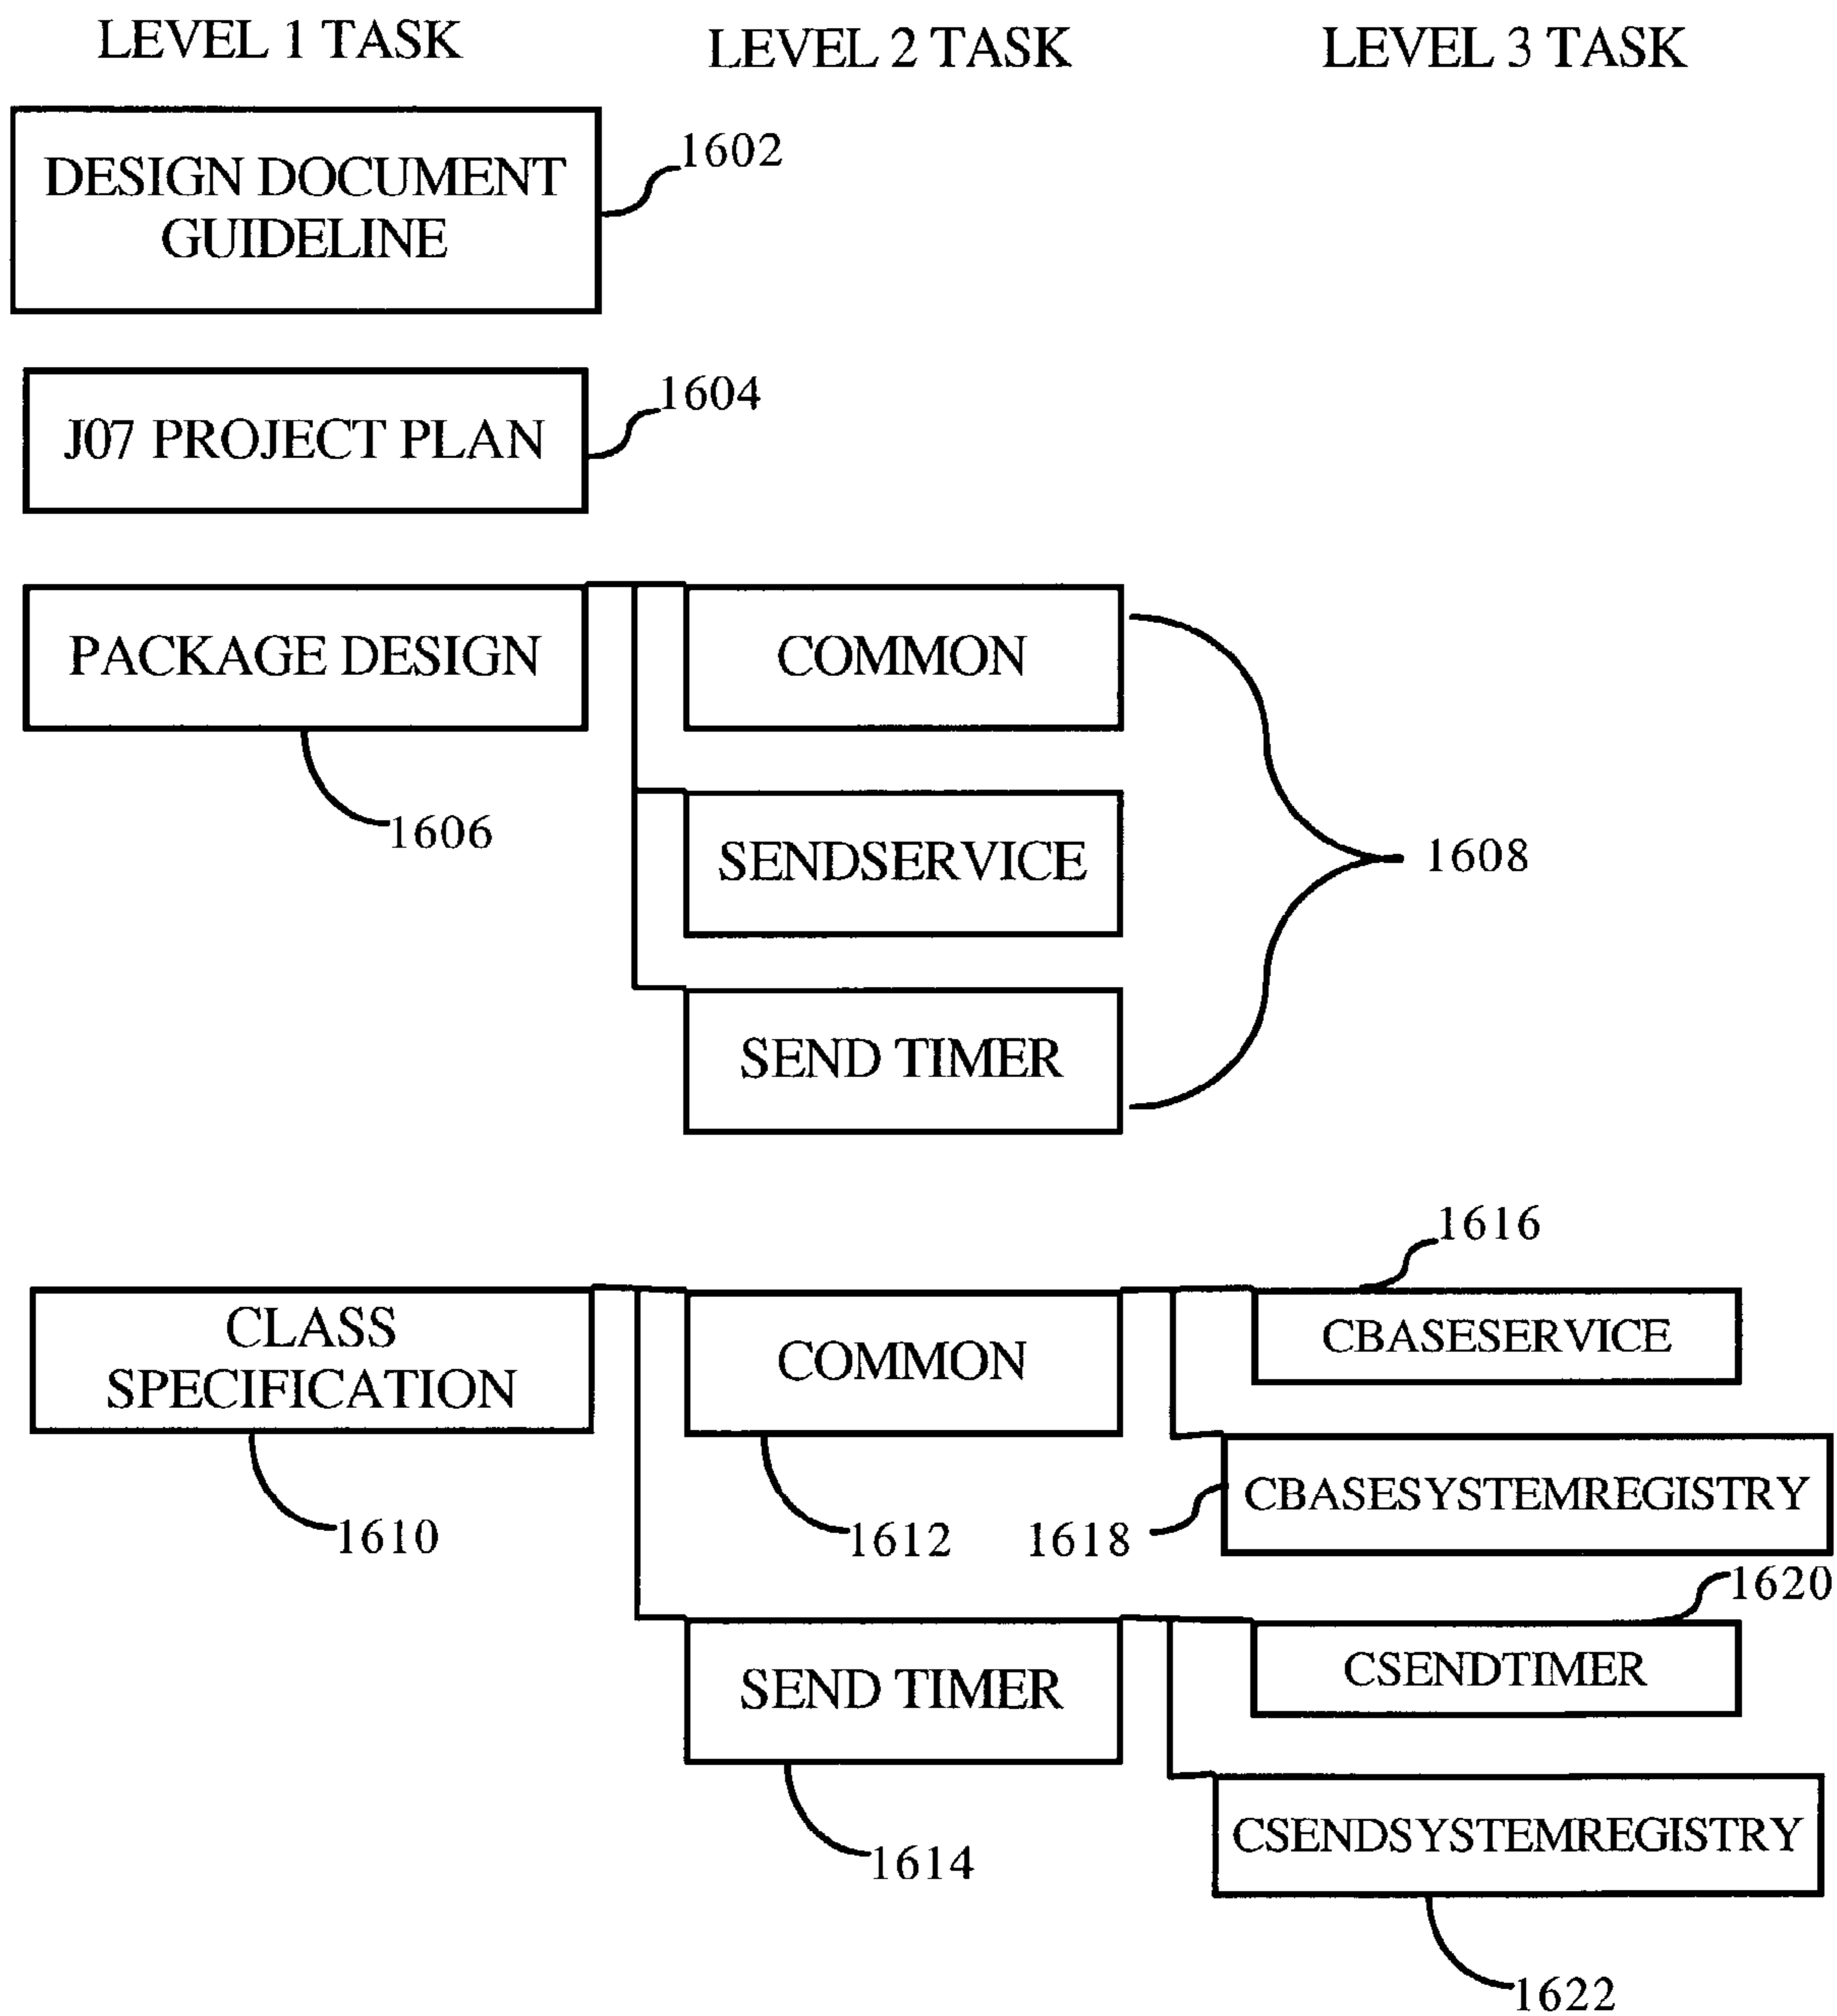 LEVEL 1 TASK
LEVEL 2 TASK
LEVEL 3 TASK
DESIGN DOCUMENT
GUIDELINE
1602
J07 PROJECT PLAN
1604
PACKAGE DESIGN
COMMON
1606
SENDSERVICE
1608
SEND TIMER
1616
CLASS
SPECIFICATION
COMMON
CBASESERVICE
CBASESYSTEMREGISTRY
1610
1612
1618
1620
SEND TIMER
CSENDTIMER
CSENDSYSTEMREGISTRY
1614
1622